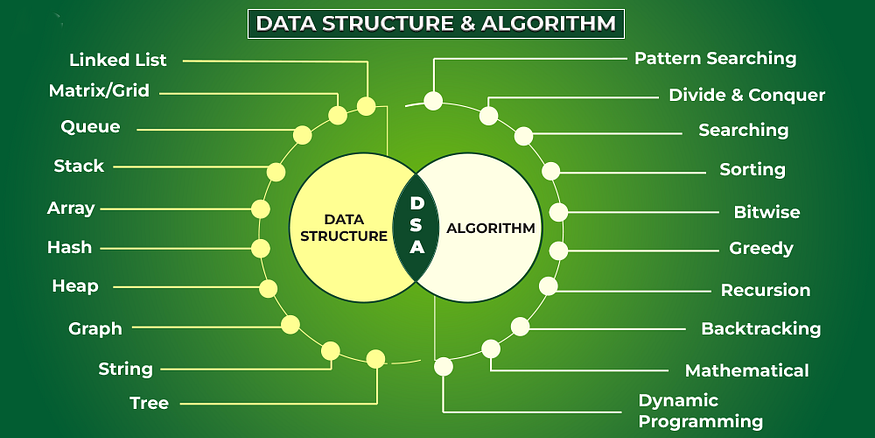 DATA STRUCTURE & ALGORITHM
Linked List
Matrix/Grid
Queue
Stack
Array
Hash
Heap
Graph
String
Tree
DATA
STRUCTURE
D
S
A
ALGORITHM
Pattern Searching
Divide & Conquer
Searching
Sorting
Bitwise
Greedy
Recursion
Backtracking
Mathematical
Dynamic
Programming